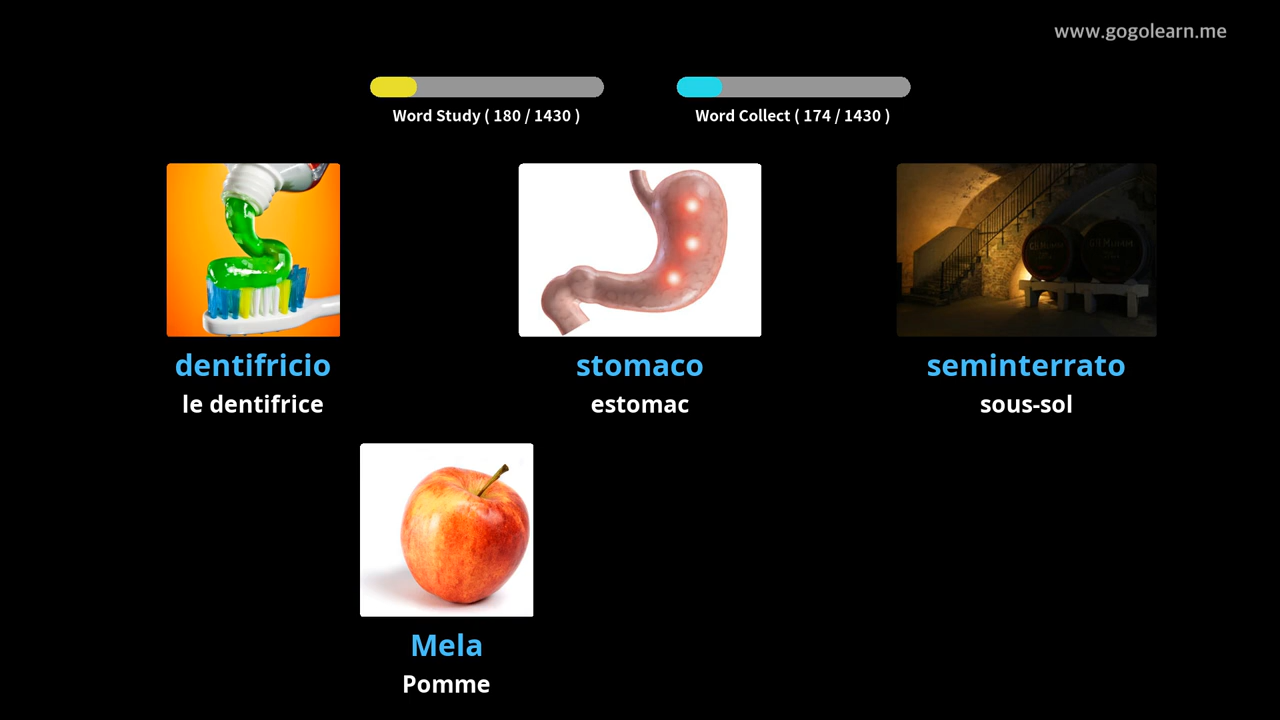 www.gogolearn.me
Word Study ( 180 / 1430 )
Word Collect ( 174 / 1430 )
dentifricio
le dentifrice
stomaco
estomac
seminterrato
sous-sol
Mela
Pomme